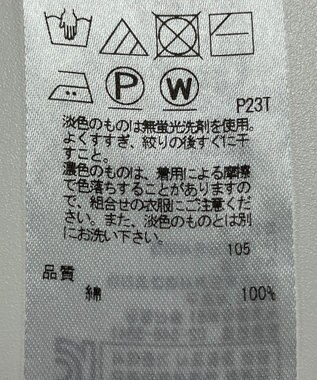 P
W
P23T
淡色のものは無蛍光洗剤を使用。
よくすすぎ、絞りの後すぐに干
すこと。
濃色のものは、着用による摩擦
で色落ちすることがありますの
で、組合せの衣服にご注意くださ
い。また、淡色のものとは別
にお洗い下さい。
105
品質
綿 100%